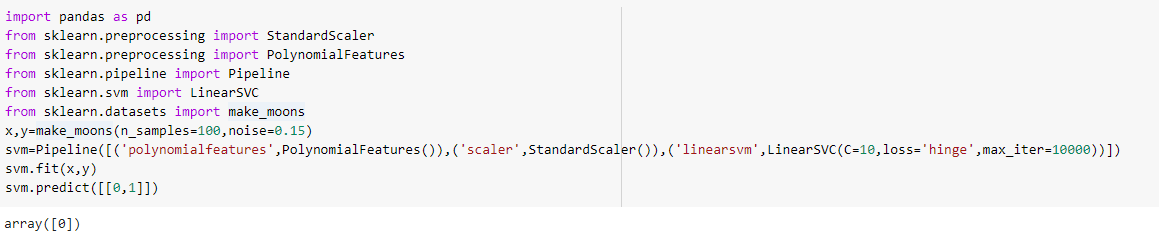 import pandas as pd
from sklearn.preprocessing import StandardScaler
from sklearn.preprocessing import PolynomialFeatures
from sklearn.pipeline import Pipeline
from sklearn.svm import LinearSVC
from sklearn.datasets import make_moons
x,y=make_moons(n_samples=100,noise=0.15)
svm=Pipeline([('polynomialfeatures',PolynomialFeatures()),('scaler',StandardScaler()),('linearsvm',LinearSVC(C=10,loss='hinge',max_iter=10000))])
svm.fit(x,y)
svm.predict([[0,1]])
array([0])